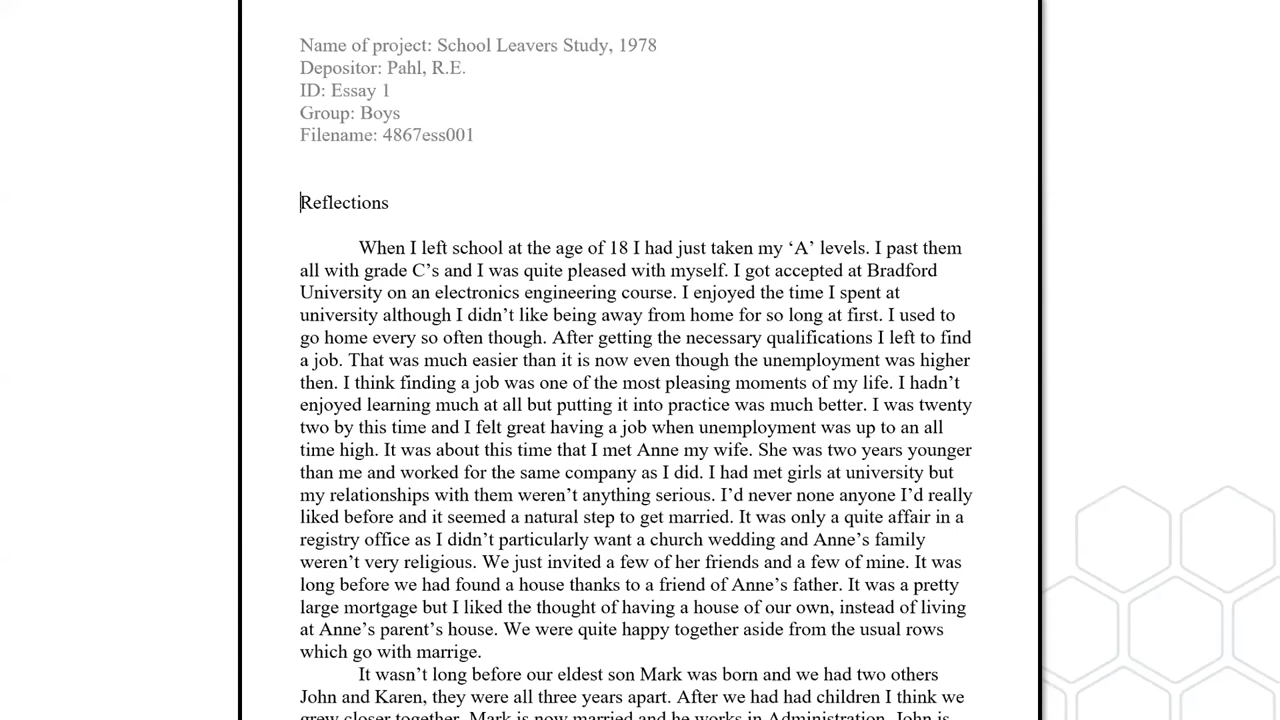 Name of project: School Leavers Study, 1978
Depositor: Pahl, R.E.
ID: Essay 1
Group: Boys
Filename: 4867ess001
Reflections
When I left school at the age of 18 I had just taken my ‘A’ levels. I past them
all with grade C’s and I was quite pleased with myself. I got accepted at Bradford
University on an electronics engineering course. I enjoyed the time I spent at
university although I didn’t like being away from home for so long at first. I used to
go home every so often though. After getting the necessary qualifications I left to find
a job. That was much easier than it is now even though the unemployment was higher
then. I think finding a job was one of the most pleasing moments of my life. I hadn’t
enjoyed learning much at all but putting it into practice was much better. I was twenty
two by this time and I felt great having a job when unemployment was up to an all
time high. It was about this time that I met Anne my wife. She was two years younger
than me and worked for the same company as I did. I had met girls at university but
my relationships with them weren’t anything serious. I’d never none anyone I’d really
liked before and it seemed a natural step to get married. It was only a quite affair in a
registry office as I didn’t particularly want a church wedding and Anne’s family
weren’t very religious. We just invited a few of her friends and a few of mine. It was
long before we had found a house thanks to a friend of Anne’s father. It was a pretty
large mortgage but I liked the thought of having a house of our own, instead of living
at Anne’s parent’s house. We were quite happy together aside from the usual rows
which go with marrige.
It wasn’t long before our eldest son Mark was born and we had two others
John and Karen, they were all three years apart. After we had had children I think we
grew closer together. Mark is now married and he works in Administration. John is